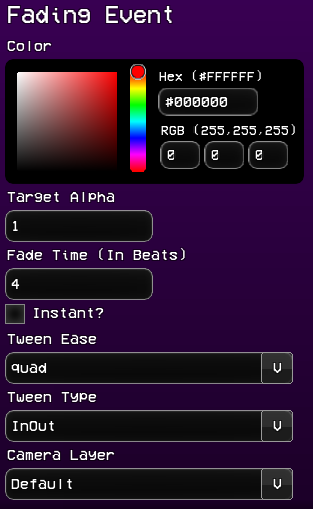 Fading Event
Color
Hex (#FFFFFF)
#000000
RGB (255,255,255)
0 0 0
Target Alpha
1
Fade Time (In Beats)
4
Instant?
Tween Ease
quad V
Tween Type
InOut V
Camera Layer
Default V